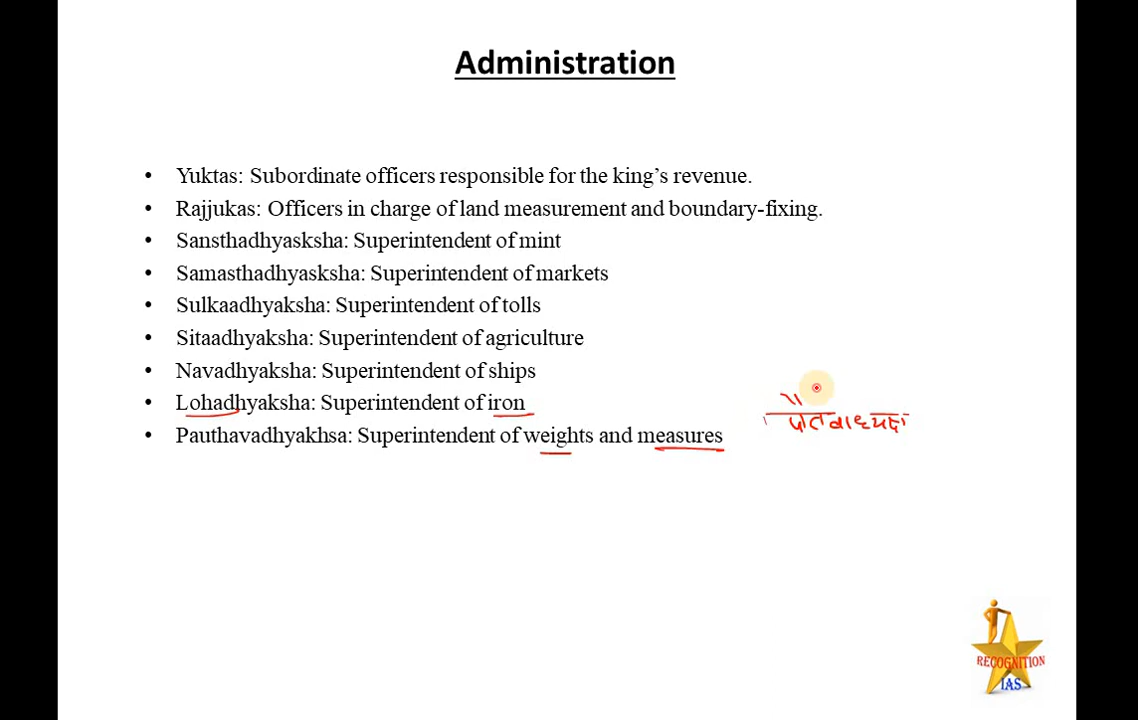 Administration
• Yuktas: Subordinate officers responsible for the king’s revenue.
• Rajjukas: Officers in charge of land measurement and boundary-fixing.
• Sansthadhyasksha: Superintendent of mint
• Samasthadhyasksha: Superintendent of markets
• Sulkaadhyaksha: Superintendent of tolls
• Sitaadhyaksha: Superintendent of agriculture
• Navadhyaksha: Superintendent of ships
• Lohadhyaksha: Superintendent of iron
• Pauthavadhyakhsa: Superintendent of weights and measures
पौतवाध्यक्ष
RECOGNITION
IAS